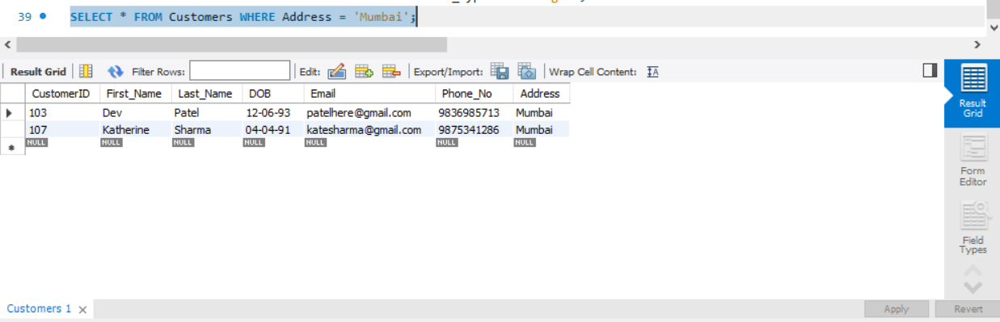 39 SELECT * FROM Customers WHERE Address = 'Mumbai';
Result Grid Filter Rows: Edit: Export/Import: Wrap Cell Content: IA
CustomerID First_Name Last_Name DOB Email Phone_No Address
103 Dev Patel 12-06-93 patelhere@gmail.com 9836985713 Mumbai
107 Katherine Sharma 04-04-91 katesharma@gmail.com 9875341286 Mumbai
NULL NULL NULL NULL NULL NULL NULL
Result
Grid
Form
Editor
Field
Types
Customers 1 Apply Revert